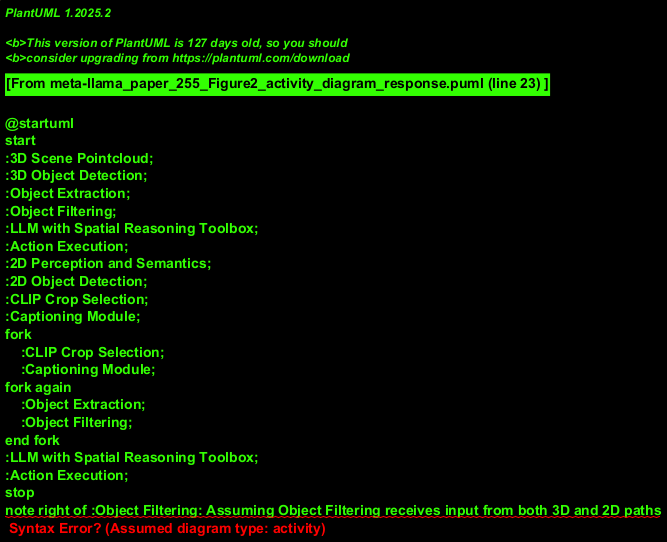 PlantUML 1.2025.2
<b>This version of PlantUML is 127 days old, so you should
<b>consider upgrading from https://plantuml.com/download
[From meta-llama_paper_255_Figure2_activity_diagram_response.puml (line 23) ]
@startuml
start
:3D Scene Pointcloud;
:3D Object Detection;
:Object Extraction;
:Object Filtering;
:LLM with Spatial Reasoning Toolbox;
:Action Execution;
:2D Perception and Semantics;
:2D Object Detection;
:CLIP Crop Selection;
:Captioning Module;
fork
:CLIP Crop Selection;
:Captioning Module;
fork again
:Object Extraction;
:Object Filtering;
end fork
:LLM with Spatial Reasoning Toolbox;
:Action Execution;
stop
note right of :Object Filtering: Assuming Object Filtering receives input from both 3D and 2D paths
Syntax Error? (Assumed diagram type: activity)